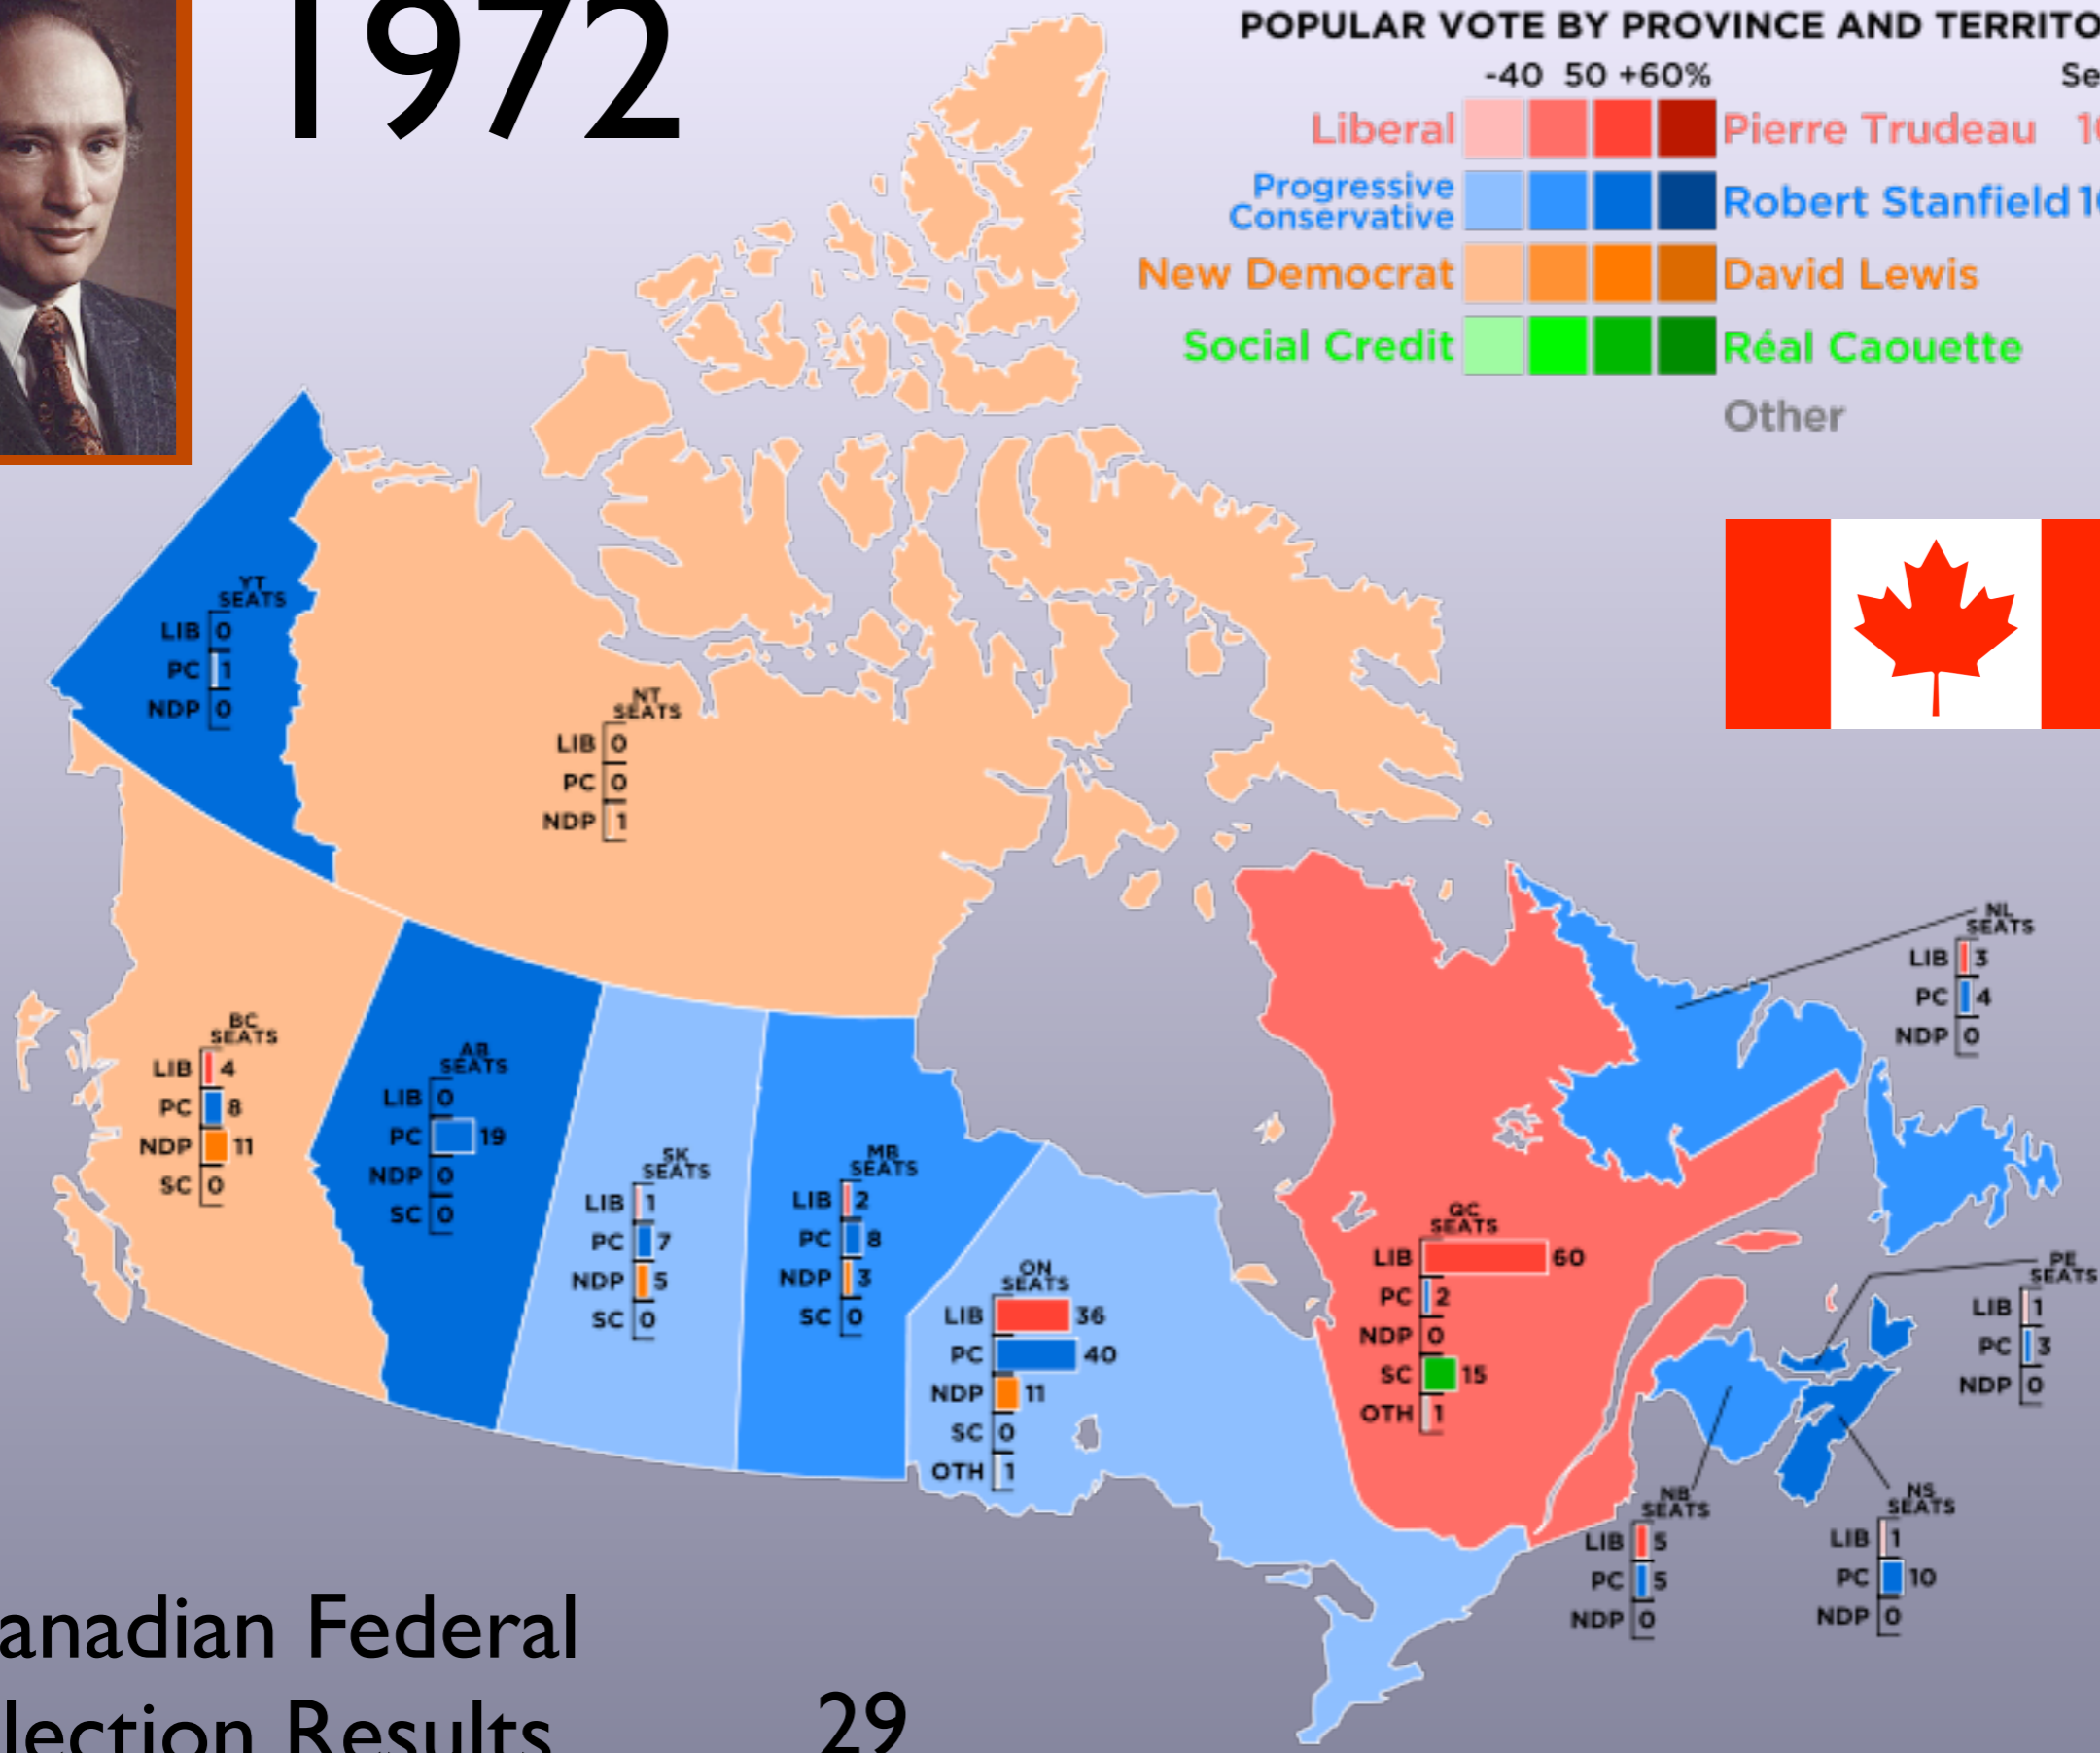 1972
POPULAR VOTE BY PROVINCE AND TERRITO
-40 50 +60% Se
Liberal Pierre Trudeau 1
Progressive
Conservative Robert Stanfield 1
New Democrat David Lewis
Social Credit Réal Caouette
Other
YT
SEATS
LIB 0
PC 1
NDP 0
NT
SEATS
LIB 0
PC 0
NDP 1
NL
SEATS
LIB 3
PC 4
NDP 0
BC
SEATS
LIB 4
PC 8
NDP 11
SC 0
AB
SEATS
LIB 0
PC 19
NDP 0
SC 0
SK
SEATS
LIB 1
PC 7
NDP 5
SC 0
MB
SEATS
LIB 2
PC 8
NDP 3
SC 0
ON
SEATS
LIB 36
PC 40
NDP 11
SC 0
OTH 1
QC
SEATS
LIB 60
PC 2
NDP 0
SC 15
OTH 1
PE
SEATS
LIB 1
PC 3
NDP 0
NB
SEATS
LIB 5
PC 5
NDP 0
NS
SEATS
LIB 1
PC 10
NDP 0
anadian Federal
lection Results
29